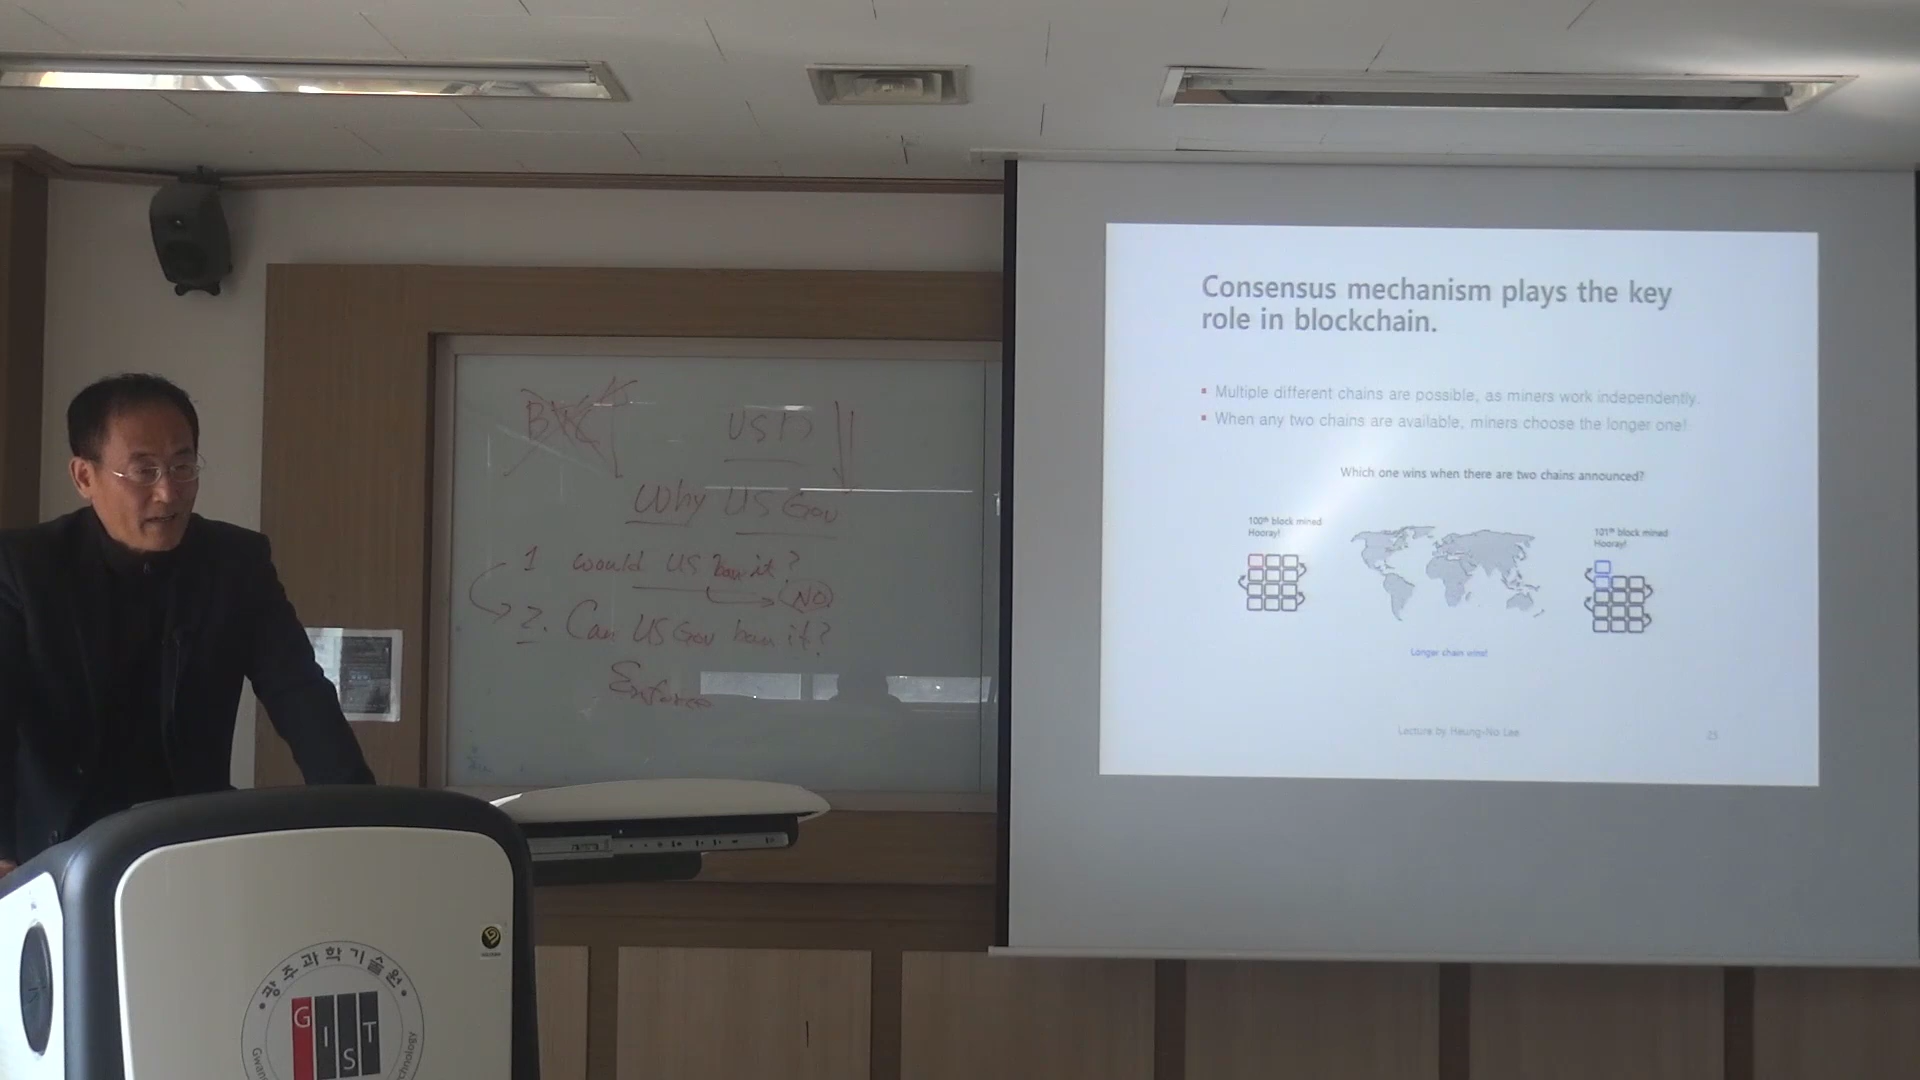 BTC
USD
Why US Gov
1 would US ban it?
NO
2. Can US Gov ban it?
Enforce
Consensus mechanism plays the key
role in blockchain.
Multiple different chains are possible, as miners work independently.
When any two chains are available, miners choose the longer one!
Which one wins when there are two chains announced?
100th block mined
Hooray!
101th block mined
Hooray!
Longer chain wins!
Lecture by Heung-No Lee
23
광주과학기술원
GIST